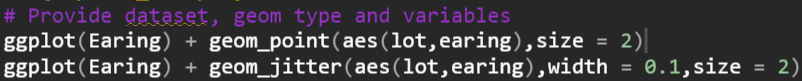 # Provide dataset, geom type and variables
ggplot(Earing) + geom_point(aes(lot,earing),size = 2)
ggplot(Earing) + geom_jitter(aes(lot,earing),width = 0.1,size = 2)